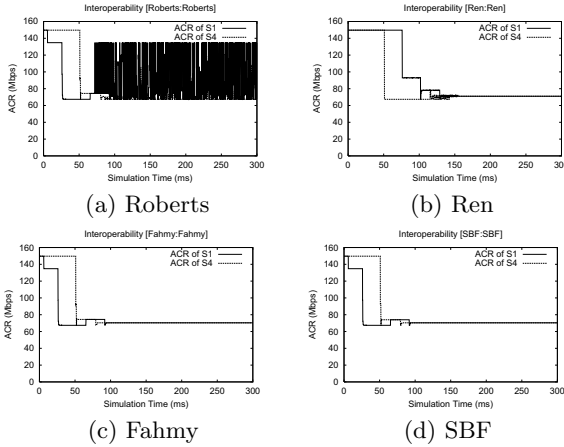 Interoperability [Roberts:Roberts]
ACR of S1
ACR of S4
ACR (Mbps)
160
140
120
100
80
60
40
20
0
0 50 100 150 200 250 300
Simulation Time (ms)
(a) Roberts
Interoperability [Ren:Ren]
ACR of S1
ACR of S4
ACR (Mbps)
160
140
120
100
80
60
40
20
0
0 50 100 150 200 250 300
Simulation Time (ms)
(b) Ren
Interoperability [Fahmy:Fahmy]
ACR of S1
ACR of S4
ACR (Mbps)
160
140
120
100
80
60
40
20
0
0 50 100 150 200 250 300
Simulation Time (ms)
(c) Fahmy
Interoperability [SBF:SBF]
ACR of S1
ACR of S4
ACR (Mbps)
160
140
120
100
80
60
40
20
0
0 50 100 150 200 250 300
Simulation Time (ms)
(d) SBF